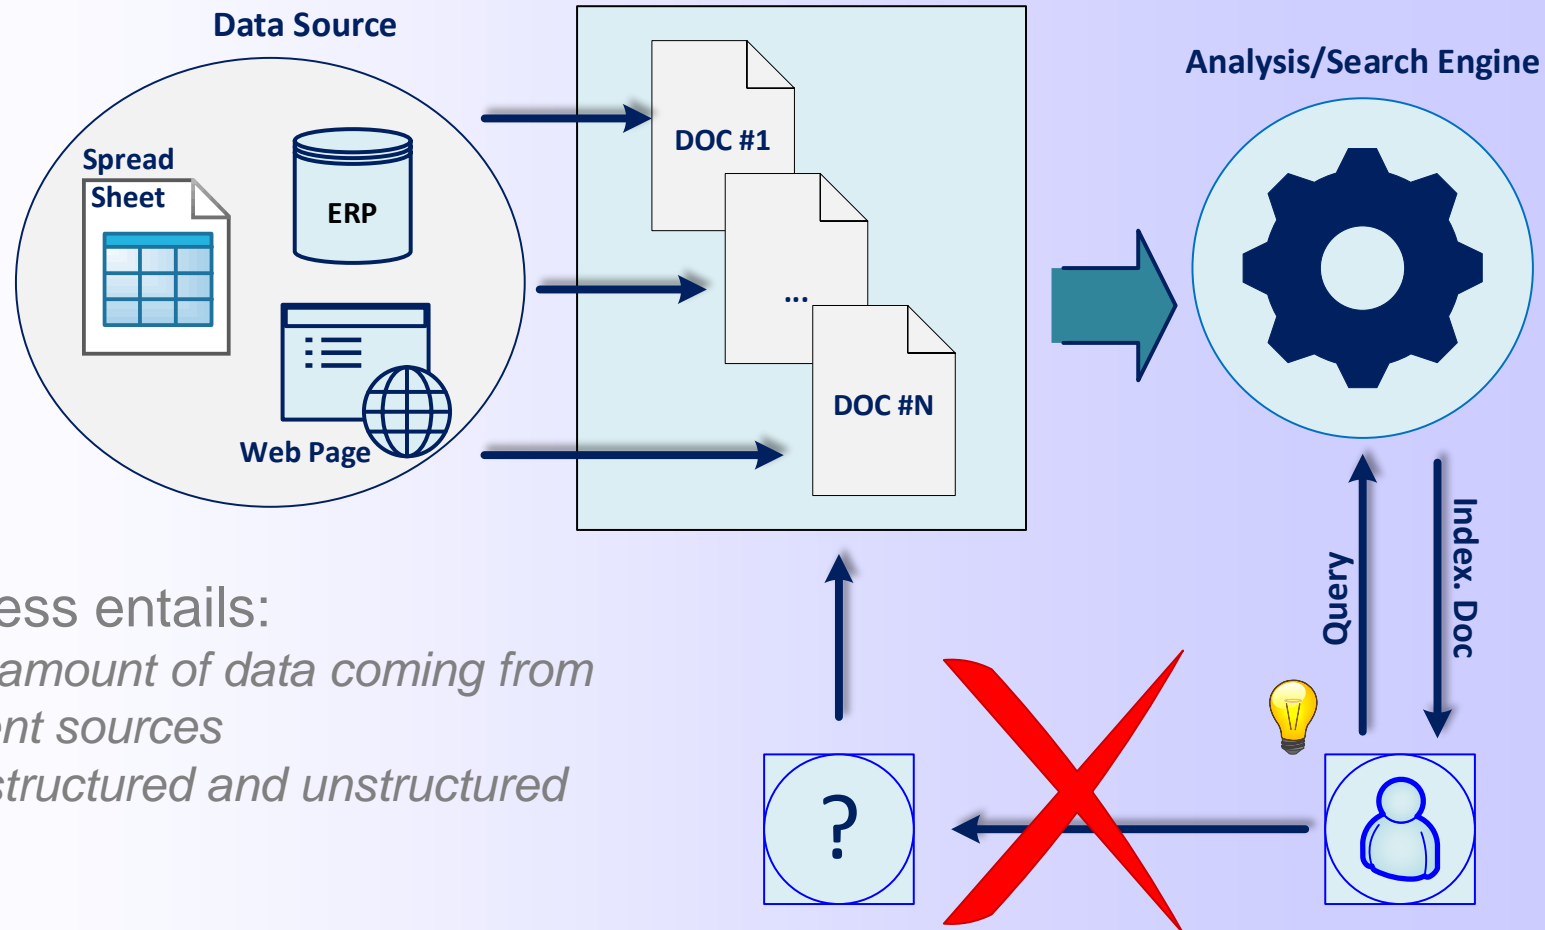 Data Source
Analysis/Search Engine
Spread
Sheet
ERP
Web Page
DOC #1
...
DOC #N
Query
Index. Doc
?
ess entails:
amount of data coming from
ent sources
structured and unstructured